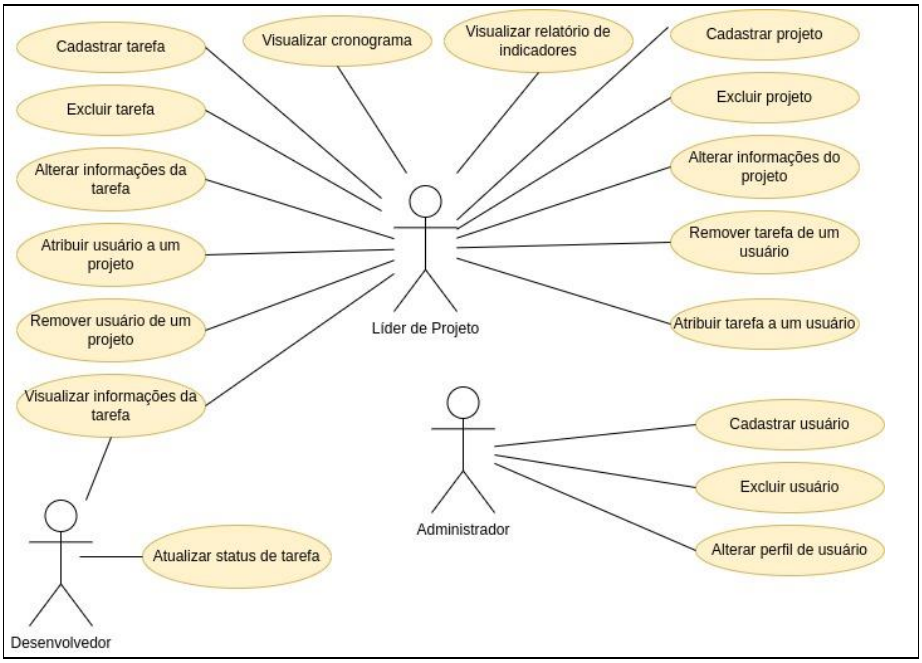 Cadastrar tarefa
Visualizar cronograma
Visualizar relatório de
indicadores
Cadastrar projeto
Excluir tarefa
Excluir projeto
Alterar informações da
tarefa
Alterar informações do
projeto
Atribuir usuário a um
projeto
Remover tarefa de um
usuário
Remover usuário de um
projeto
Líder de Projeto
Atribuir tarefa a um usuário
Visualizar informações da
tarefa
Cadastrar usuário
Excluir usuário
Administrador
Alterar perfil de usuário
Atualizar status de tarefa
Desenvolvedor